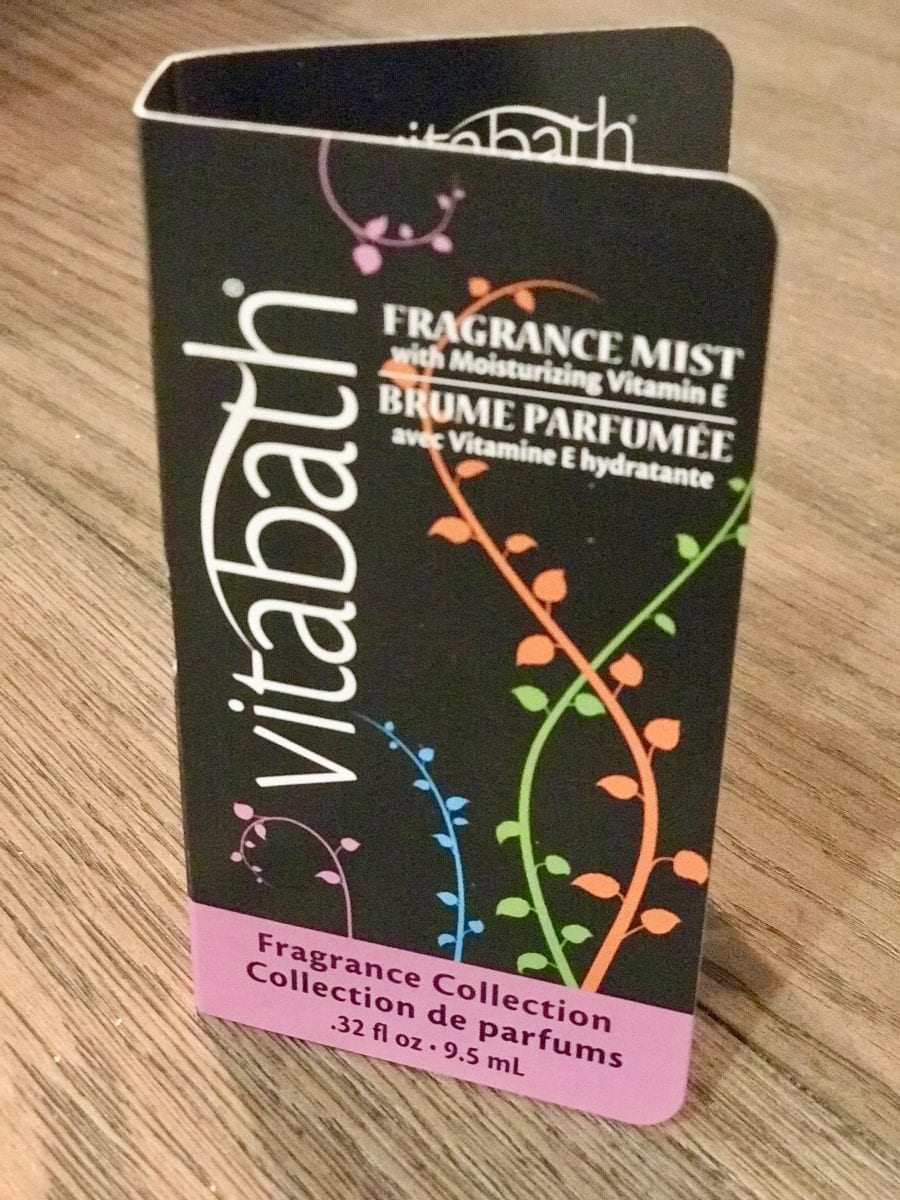 vitabath®
vitabath®
FRAGRANCE MIST
with Moisturizing Vitamin E
BRUME PARFUMÉE
avec Vitamine E hydratante
Fragrance Collection
Collection de parfums
.32 fl oz • 9.5 mL